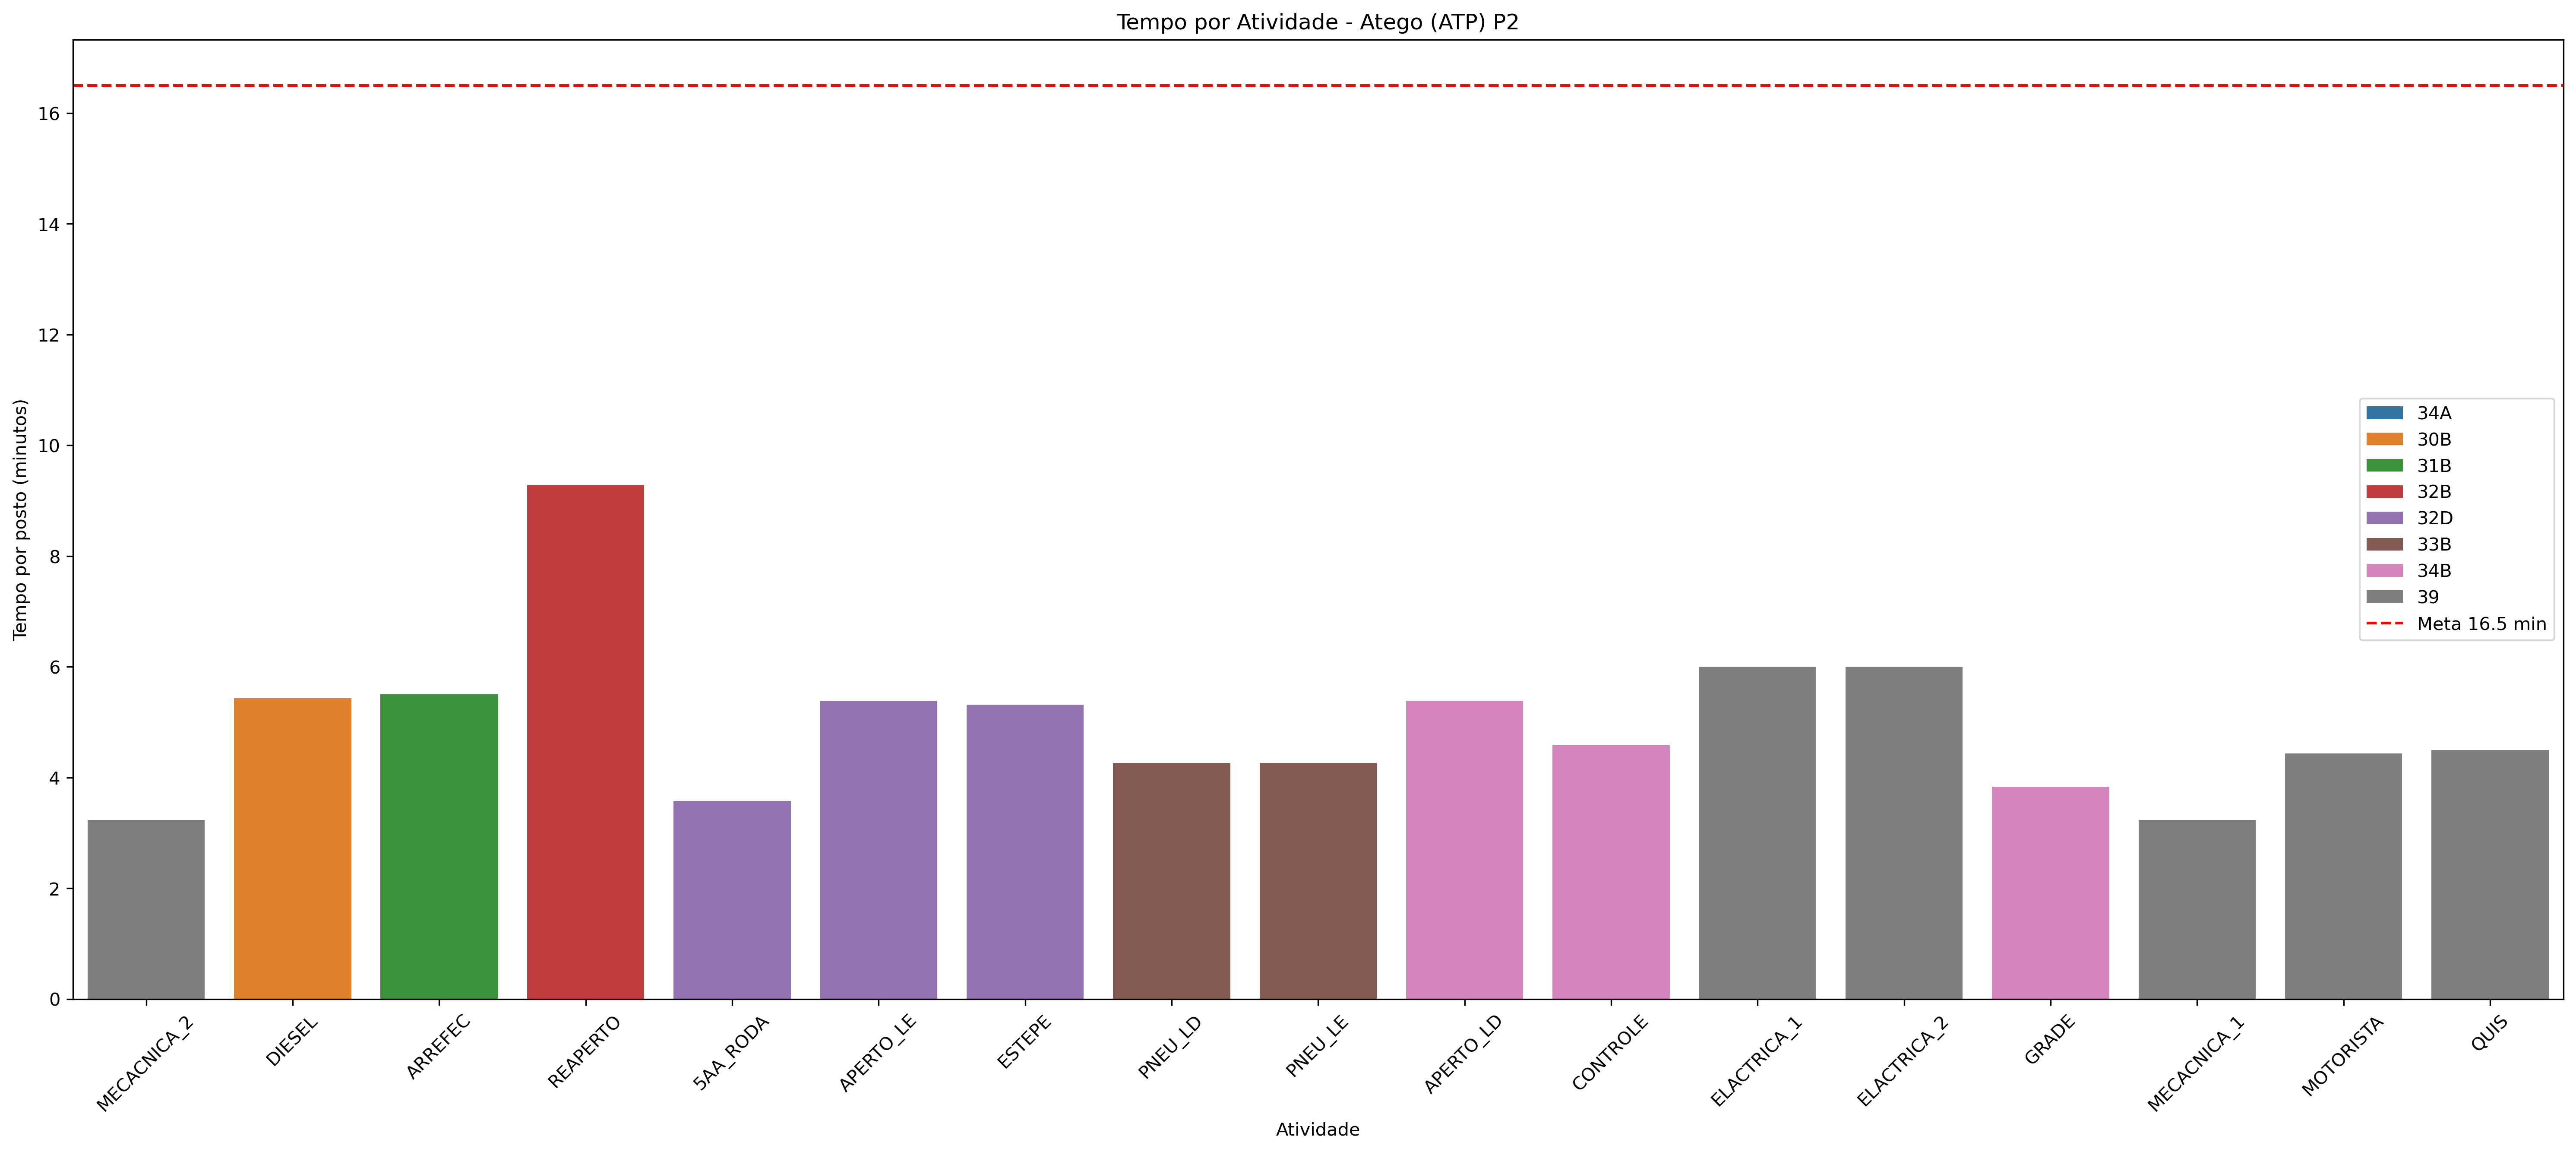 Tempo por Atividade - Atego (ATP) P2
Tempo por posto (minutos)
16
14
12
10
8
6
4
2
0
34A
30B
31B
32B
32D
33B
34B
39
Meta 16.5 min
MECACNICA_2
DIESEL
ARREFEC
REAPERTO
5AA_RODA
APERTO_LE
ESTEPE
PNEU_LD
PNEU_LE
APERTO_LD
CONTROLE
ELACTRICA_1
ELACTRICA_2
GRADE
MECACNICA_1
MOTORISTA
QUIS
Atividade